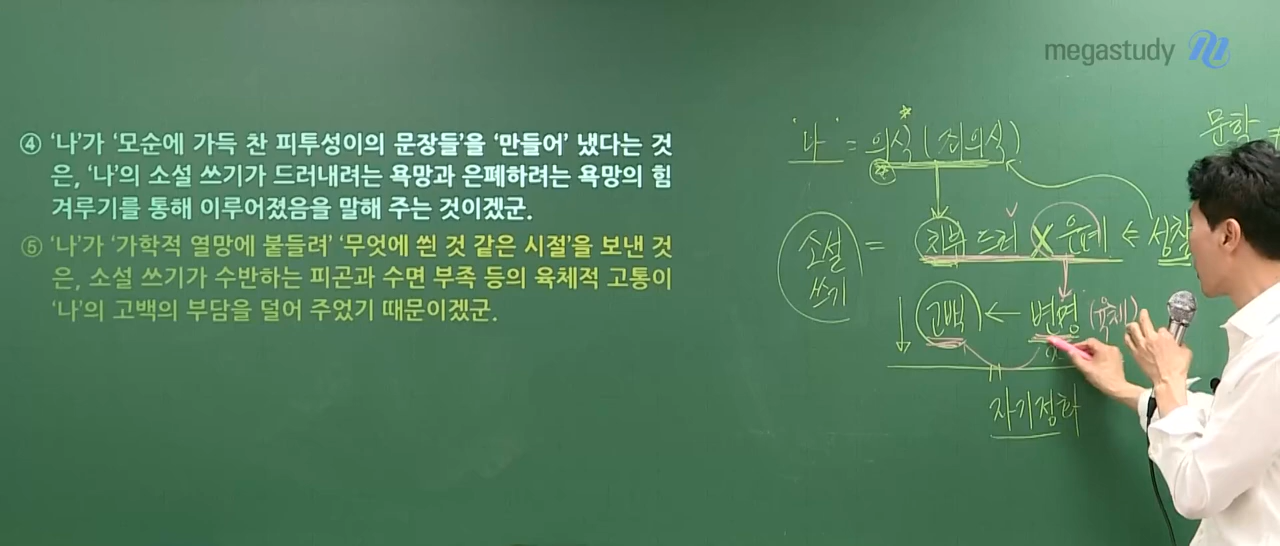 megastudy
④ ‘나’가 ‘모순에 가득 찬 피투성이의 문장들’을 ‘만들어’ 냈다는 것
은, ‘나’의 소설 쓰기가 드러내려는 욕망과 은폐하려는 욕망의 힘
겨루기를 통해 이루어졌음을 말해 주는 것이겠군.
⑤ ‘나’가 ‘가학적 열망에 붙들려’ ‘무엇에 씐 것 같은 시절’을 보낸 것
은, 소설 쓰기가 수반하는 피곤과 수면 부족 등의 육체적 고통이
‘나’의 고백의 부담을 덜어 주었기 때문이겠군.
‘나’ = 의식(신의식)
문학
소설 쓰기 = 치부 드러 X 은폐 ← 성찰
고백 ← 변명 (육체)
자기정화